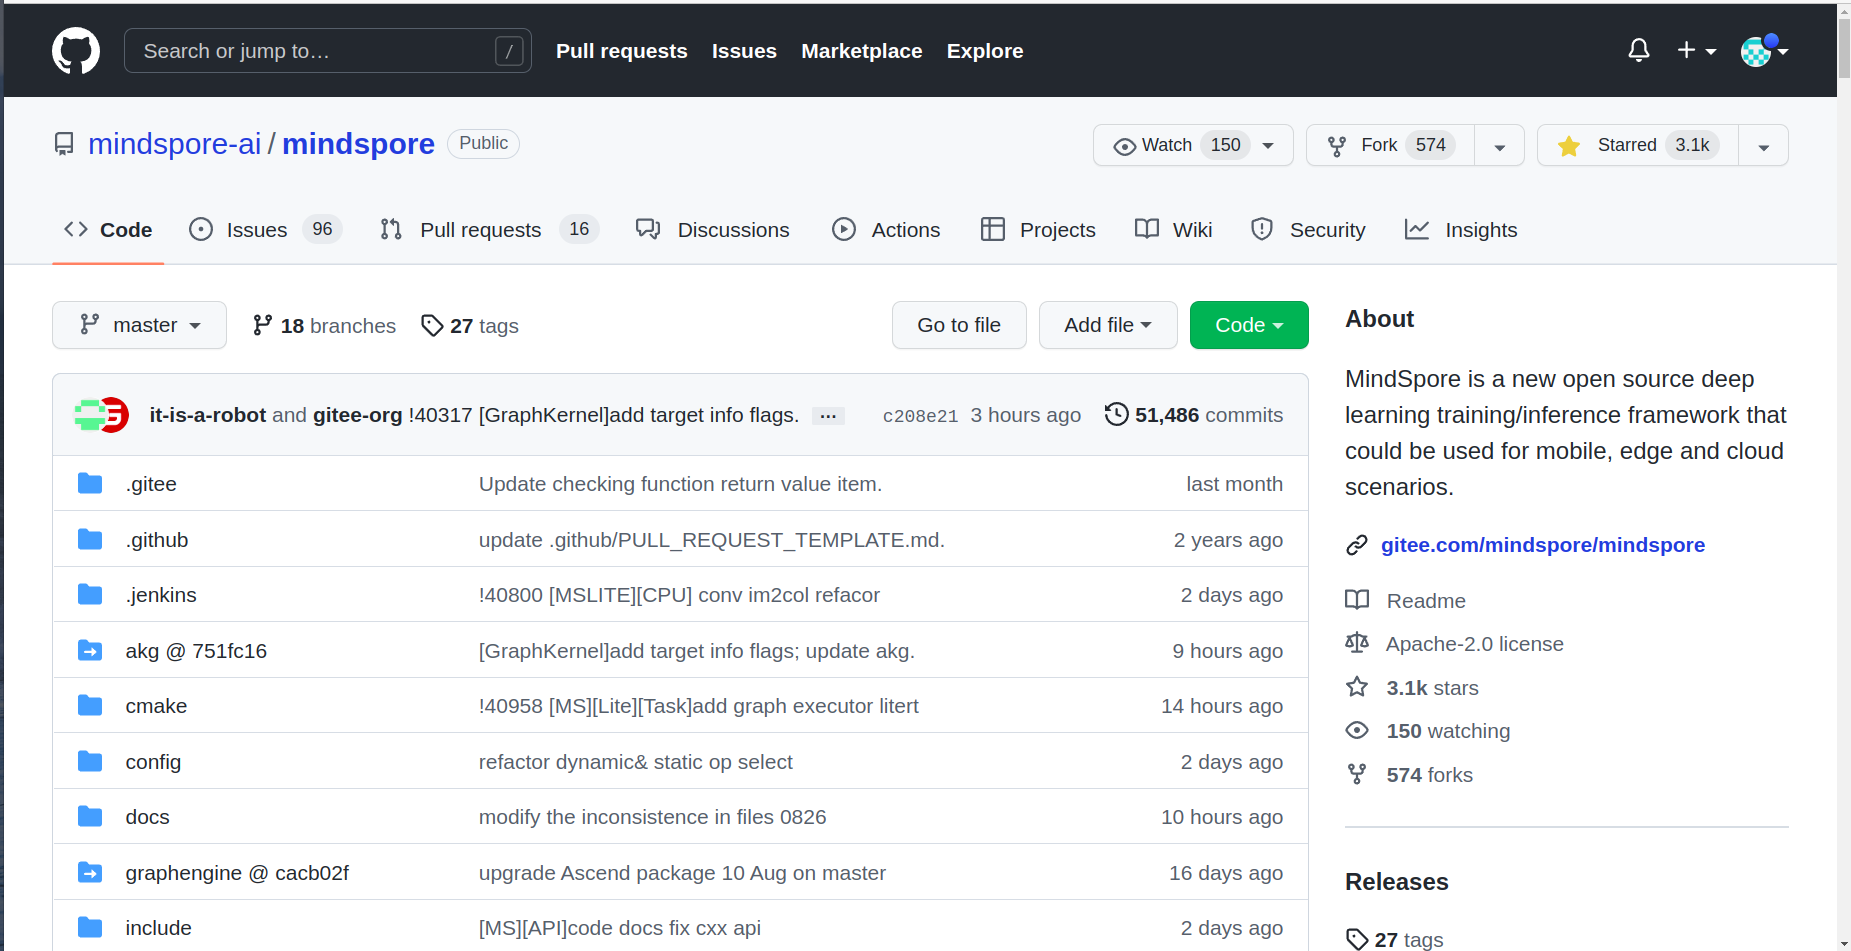 Search or jump to… / Pull requests Issues Marketplace Explore
mindspore-ai / mindspore Public Watch 150 Fork 574 Starred 3.1k
Code Issues 96 Pull requests 16 Discussions Actions Projects Wiki Security Insights
master 18 branches 27 tags Go to file Add file Code
it-is-a-robot and gitee-org !40317 [GraphKernel]add target info flags. ... c208e21 3 hours ago 51,486 commits
.gitee Update checking function return value item. last month
.github update .github/PULL_REQUEST_TEMPLATE.md. 2 years ago
.jenkins !40800 [MSLITE][CPU] conv im2col refacor 2 days ago
akg @ 751fc16 [GraphKernel]add target info flags; update akg. 9 hours ago
cmake !40958 [MS][Lite][Task]add graph executor litert 14 hours ago
config refactor dynamic& static op select 2 days ago
docs modify the inconsistence in files 0826 10 hours ago
graphengine @ cacb02f upgrade Ascend package 10 Aug on master 16 days ago
include [MS][API]code docs fix cxx api 2 days ago
About
MindSpore is a new open source deep
learning training/inference framework that
could be used for mobile, edge and cloud
scenarios.
gitee.com/mindspore/mindspore
Readme
Apache-2.0 license
3.1k stars
150 watching
574 forks
Releases
27 tags